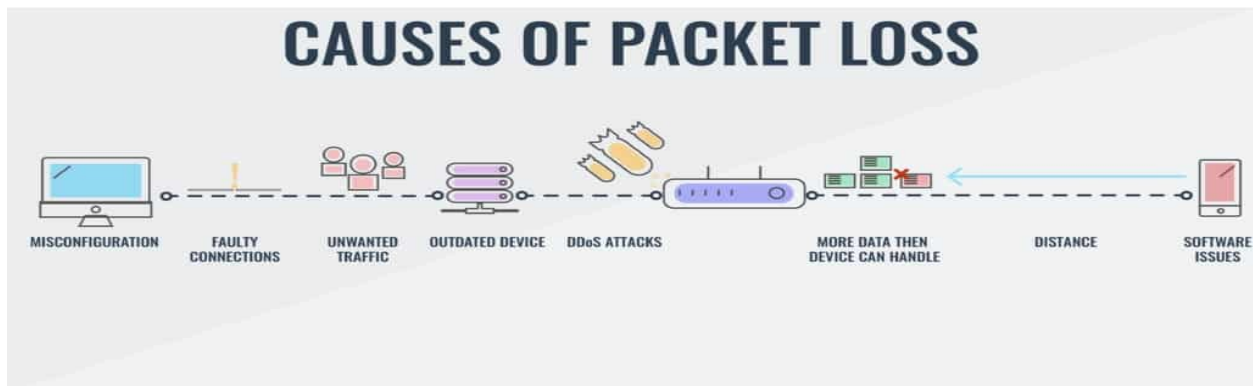 CAUSES OF PACKET LOSS
MISCONFIGURATION
FAULTY
CONNECTIONS
UNWANTED
TRAFFIC
OUTDATED DEVICE
DDoS ATTACKS
MORE DATA THEN
DEVICE CAN HANDLE
DISTANCE
SOFTWARE
ISSUES